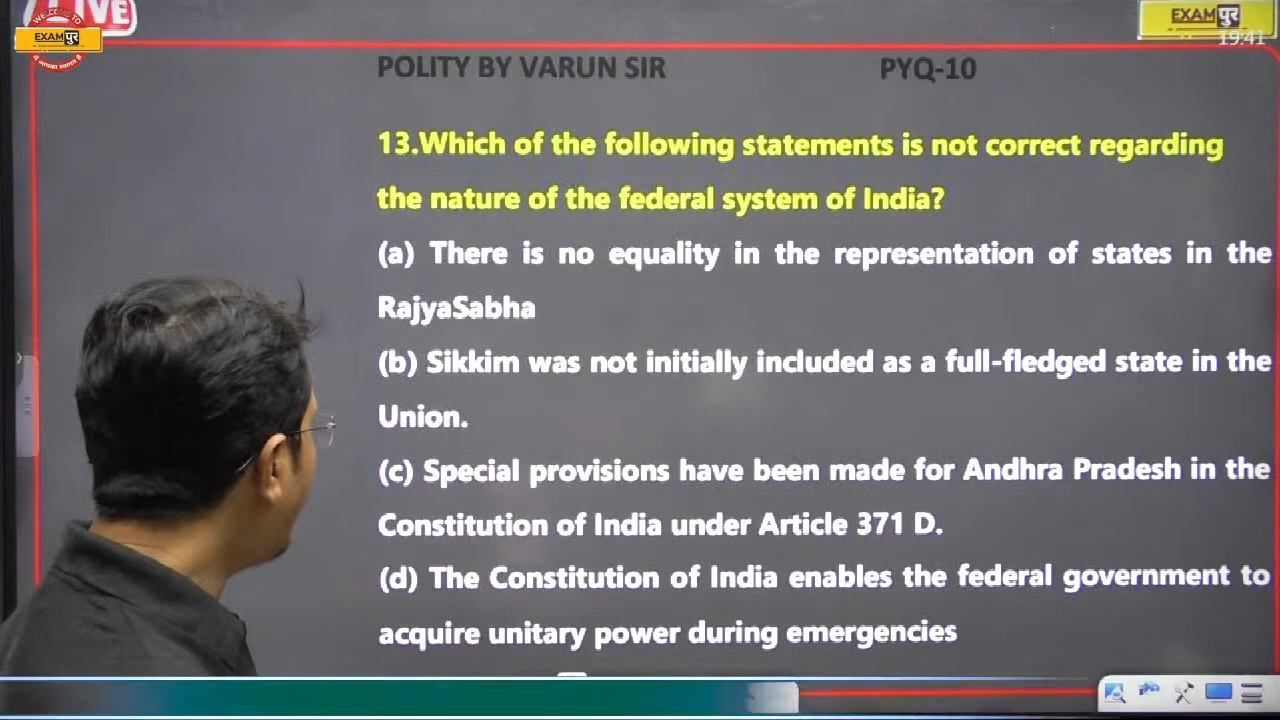 LIVE
WELCOME TO
EXAMपुर
EXAMपुर
19:41
POLITY BY VARUN SIR PYQ-10
13.Which of the following statements is not correct regarding
the nature of the federal system of India?
(a) There is no equality in the representation of states in the
RajyaSabha
(b) Sikkim was not initially included as a full-fledged state in the
Union.
(c) Special provisions have been made for Andhra Pradesh in the
Constitution of India under Article 371 D.
(d) The Constitution of India enables the federal government to
acquire unitary power during emergencies